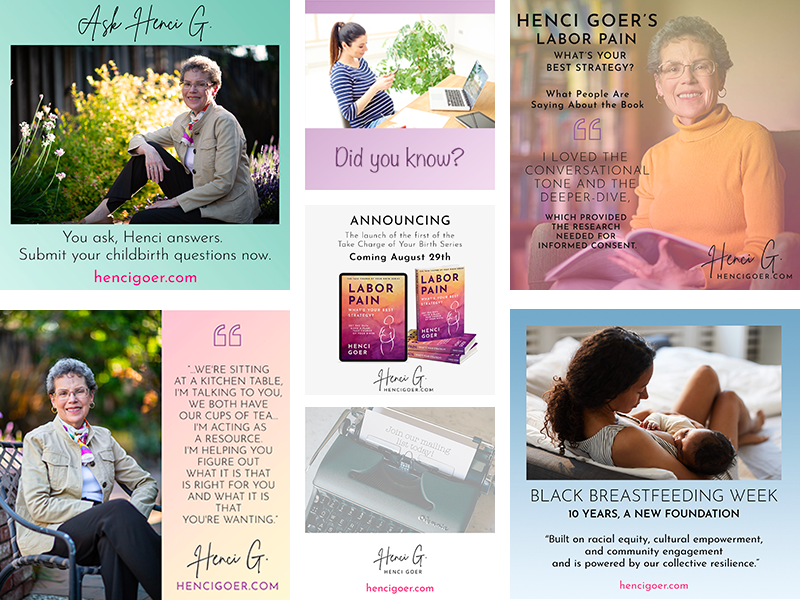 Ask Henci G.
You ask, Henci answers.
Submit your childbirth questions now.
hencigoer.com
Did you know?
HENCI GOER'S
LABOR PAIN
WHAT'S YOUR
BEST STRATEGY?
What People Are
Saying About the Book
I LOVED THE
CONVERSATIONAL
TONE AND THE
DEEPER-DIVE,
WHICH PROVIDED
THE RESEARCH
NEEDED FOR
INFORMED CONSENT.
Henci G.
HENCIGOER.COM
ANNOUNCING
The launch of the first of the
Take Charge of Your Birth Series
Coming August 29th
LABOR
PAIN
WHAT'S YOUR BEST
STRATEGY?
HENCI
GOER
LABOR
PAIN
WHAT'S YOUR BEST
STRATEGY?
HENCI
GOER
Henci G.
HENCIGOER.COM
"...WE'RE SITTING
AT A KITCHEN TABLE,
I'M TALKING TO YOU,
WE BOTH HAVE
OUR CUPS OF TEA...
I'M ACTING AS
A RESOURCE.
I'M HELPING YOU
FIGURE OUT
WHAT IT IS THAT
IS RIGHT FOR YOU
AND WHAT IT IS
THAT
YOU'RE WANTING."
Henci G.
HENCIGOER.COM
Join our mailing
list today!
Henci G.
HENCI GOER
hencigoer.com
BLACK BREASTFEEDING WEEK
10 YEARS, A NEW FOUNDATION
"Built on racial equity, cultural empowerment,
and community engagement
and is powered by our collective resilience."
hencigoer.com